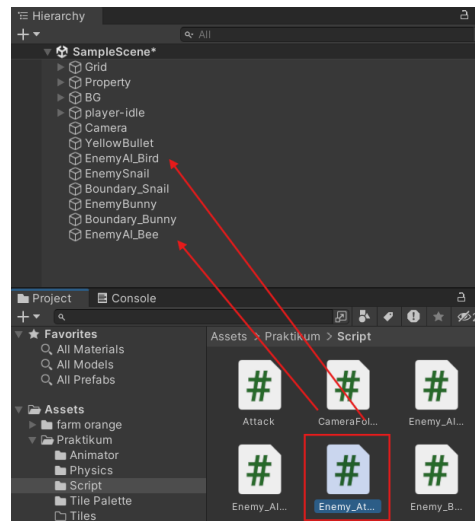 Hierarchy
All
SampleScene*
Grid
Property
BG
player-idle
Camera
YellowBullet
EnemyAI_Bird
EnemySnail
Boundary_Snail
EnemyBunny
Boundary_Bunny
EnemyAI_Bee
Project Console
Favorites
All Materials
All Models
All Prefabs
Assets
farm orange
Praktikum
Animator
Physics
Script
Tile Palette
Tiles
Assets > Praktikum > Script
Attack CameraFol... Enemy_AI...
Enemy_AI... Enemy_At... Enemy_B...